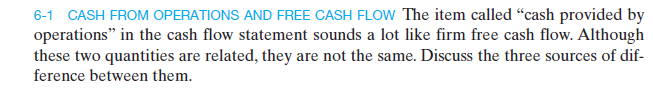 6-1 CASH FROM OPERATIONS AND FREE CASH FLOW The item called “cash provided by
operations” in the cash flow statement sounds a lot like firm free cash flow. Although
these two quantities are related, they are not the same. Discuss the three sources of dif-
ference between them.